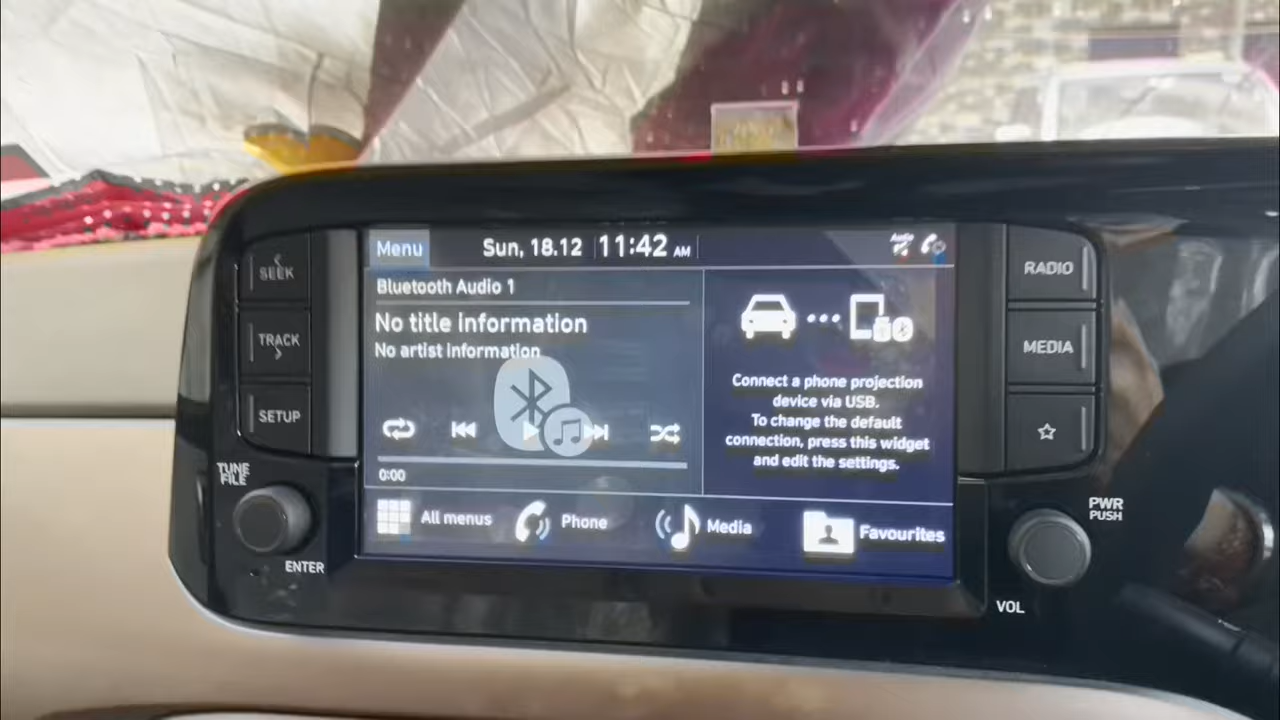 Menu
Sun, 18.12
11:42 AM
Audio
SEEK
TRACK
SETUP
TUNE
FILE
ENTER
Bluetooth Audio 1
No title information
No artist information
0:00
Connect a phone projection
device via USB.
To change the default
connection, press this widget
and edit the settings.
All menus
Phone
Media
Favourites
RADIO
MEDIA
PWR
PUSH
VOL